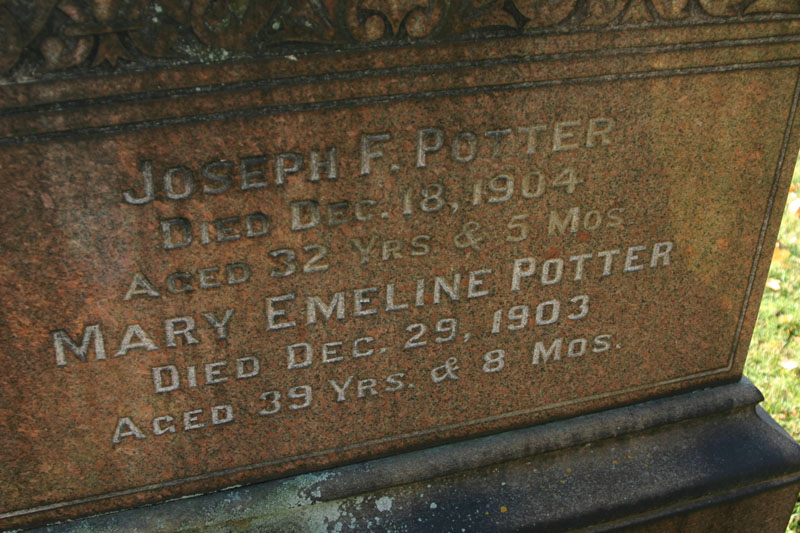 JOSEPH F. POTTER
DIED DEC. 18, 1904
AGED 32 YRS. & 5 MOS.
MARY EMELINE POTTER
DIED DEC. 29, 1903
AGED 39 YRS. & 8 MOS.